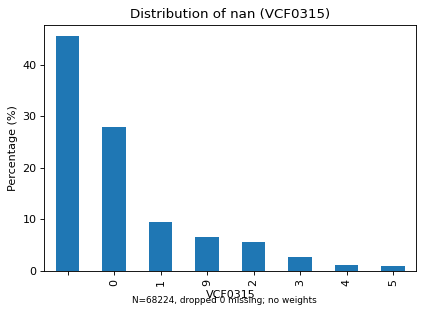 Distribution of nan (VCF0315)
Percentage (%)
40
30
20
10
0
0 1 9 2 3 4 5
VCF0315
N=68224, dropped 0 missing; no weights